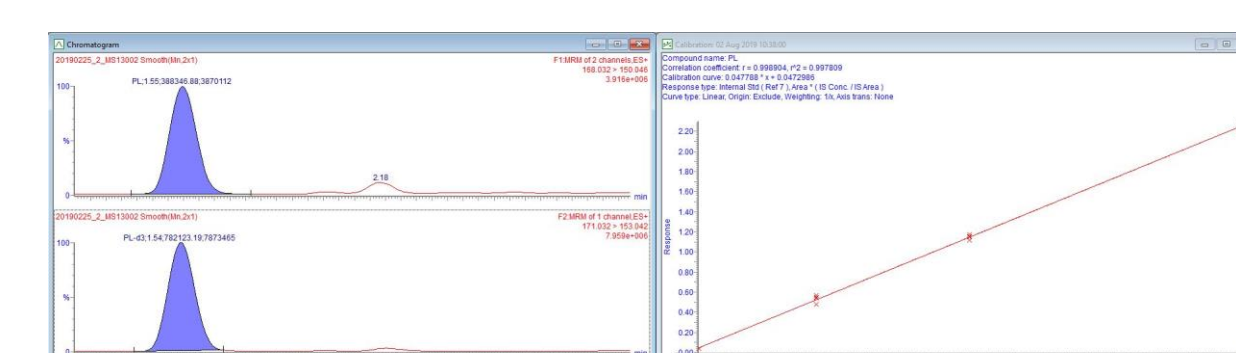 Chromatogram
20190225_2_MS13002 Smooth(Mn,2x1)
F1:MRM of 2 channels,ES+
168.032 > 150.046
3.916e+006
PL;1.55;388346.88;3870112
100
%
2.18
0
min
20190225_2_MS13002 Smooth(Mn,2x1)
F2:MRM of 1 channel,ES+
171.032 > 153.042
7.959e+006
PL-d3;1.54;782123.19;7873465
100
%
0
min
Calibration: 02 Aug 2019 10:38:00
Compound name: PL
Correlation coefficient: r = 0.998904, r^2 = 0.997809
Calibration curve: 0.047788 * x + 0.0472986
Response type: Internal Std ( Ref 7 ), Area * ( IS Conc. / IS Area )
Curve type: Linear, Origin: Exclude, Weighting: 1/x, Axis trans: None
2.20
2.00
1.80
1.60
1.40
1.20
1.00
0.80
0.60
0.40
0.20
0.00
Response